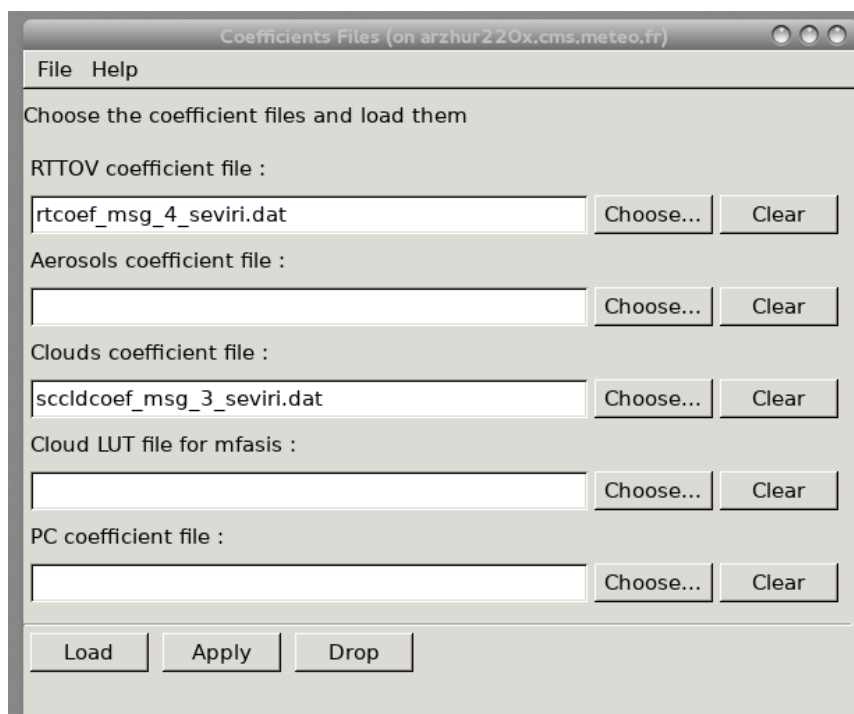 Coefficients Files (on arzhur220x.cms.meteo.fr)
File Help
Choose the coefficient files and load them
RTTOV coefficient file :
rtcoef_msg_4_seviri.dat Choose... Clear
Aerosols coefficient file :
Choose... Clear
Clouds coefficient file :
sccldcoef_msg_3_seviri.dat Choose... Clear
Cloud LUT file for mfasis :
Choose... Clear
PC coefficient file :
Choose... Clear
Load Apply Drop